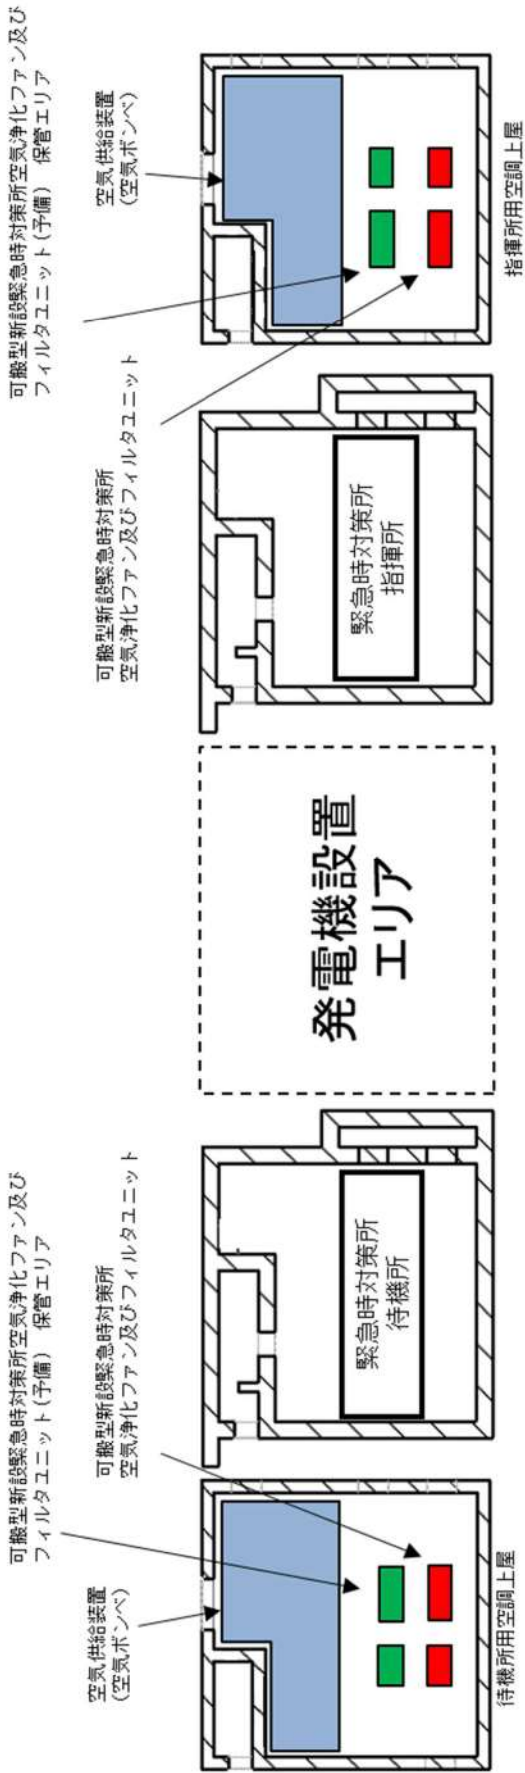 可搬型新設緊急時対策所空気浄化ファン及び
フィルタユニット(予備)　保管エリア
空気供給装置
(空気ボンベ)
可搬型新設緊急時対策所
空気浄化ファン及びフィルタユニット
緊急時対策所
待機所
待機所用空調上屋
発電機設置
エリア
可搬型新設緊急時対策所空気浄化ファン及び
フィルタユニット(予備)　保管エリア
可搬型新設緊急時対策所
空気浄化ファン及びフィルタユニット
空気供給装置
(空気ボンベ)
緊急時対策所
指揮所
指揮所用空調上屋